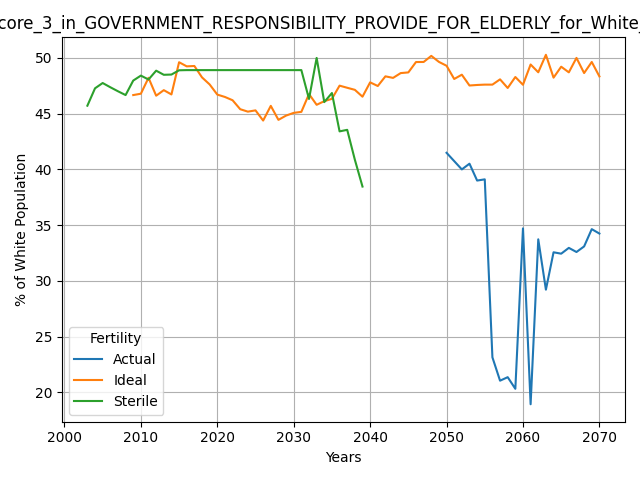 core_3_in_GOVERNMENT_RESPONSIBILITY_PROVIDE_FOR_ELDERLY_for_White_
50
45
40
35
30
25
20
% of White Population
Fertility
Actual
Ideal
Sterile
2000 2010 2020 2030 2040 2050 2060 2070
Years